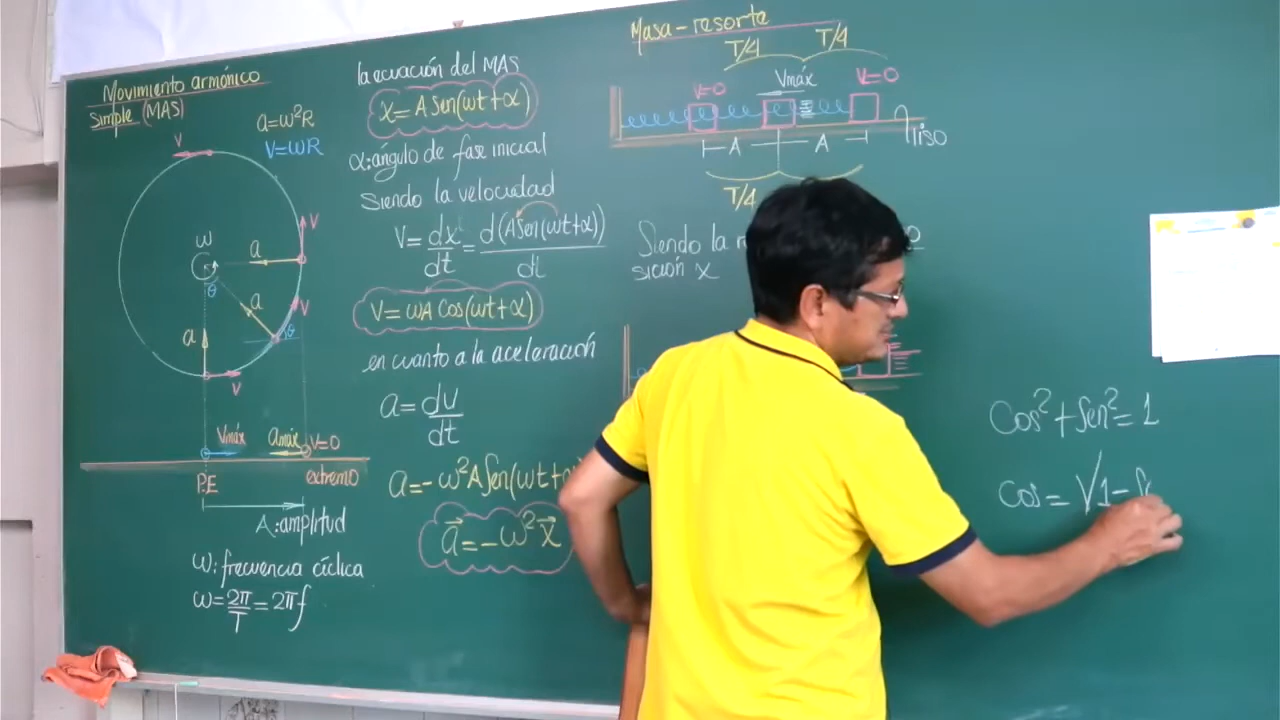 Movimiento armónico
simple (MAS)
a=ω²R
V=ωR
V
V
ω
a
θ
a
V
θ
a
V
Vmáx
amáx
V=0
P.E
extremo
A:amplitud
ω: frecuencia cíclica
ω=2π/T=2πf
la ecuación del MAS
X=A Sen(ωt+α)
α:ángulo de fase inicial
Siendo la velocidad
V=dx/dt=d(ASen(ωt+α))/dt
V=ωA Cos(ωt+α)
en cuanto a la aceleración
a=dv/dt
a=-ω²A Sen(ωt+
a⃗=-ω²x⃗
Masa-resorte
T/4
T/4
V=0
Vmáx
V=0
liso
A
A
T/4
Siendo la
sición x
Cos²+Sen²=1
Cos=√1-